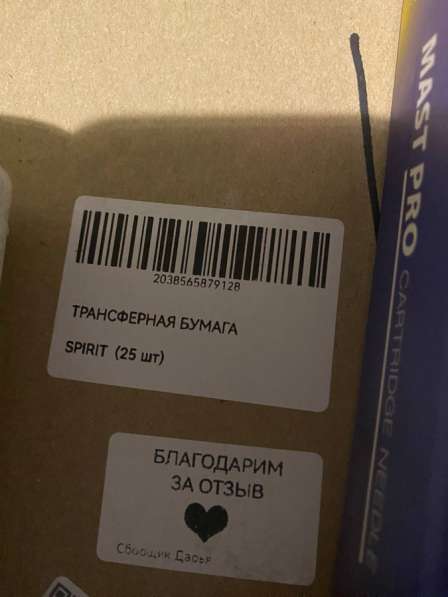 2038565879128
ТРАНСФЕРНАЯ БУМАГА
SPIRIT (25 шт)
БЛАГОДАРИМ
ЗА ОТЗЫВ
Сборщик Дарья
MAST PRO CARTRIDGE NEEDLE